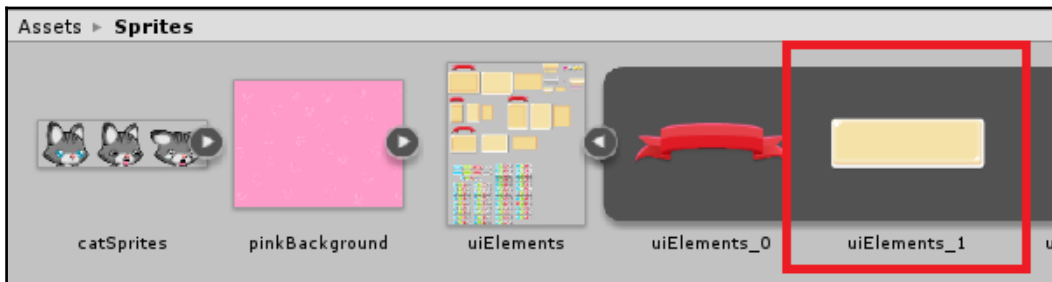 Assets ▸ Sprites
catSprites
pinkBackground
uiElements
uiElements_0
uiElements_1